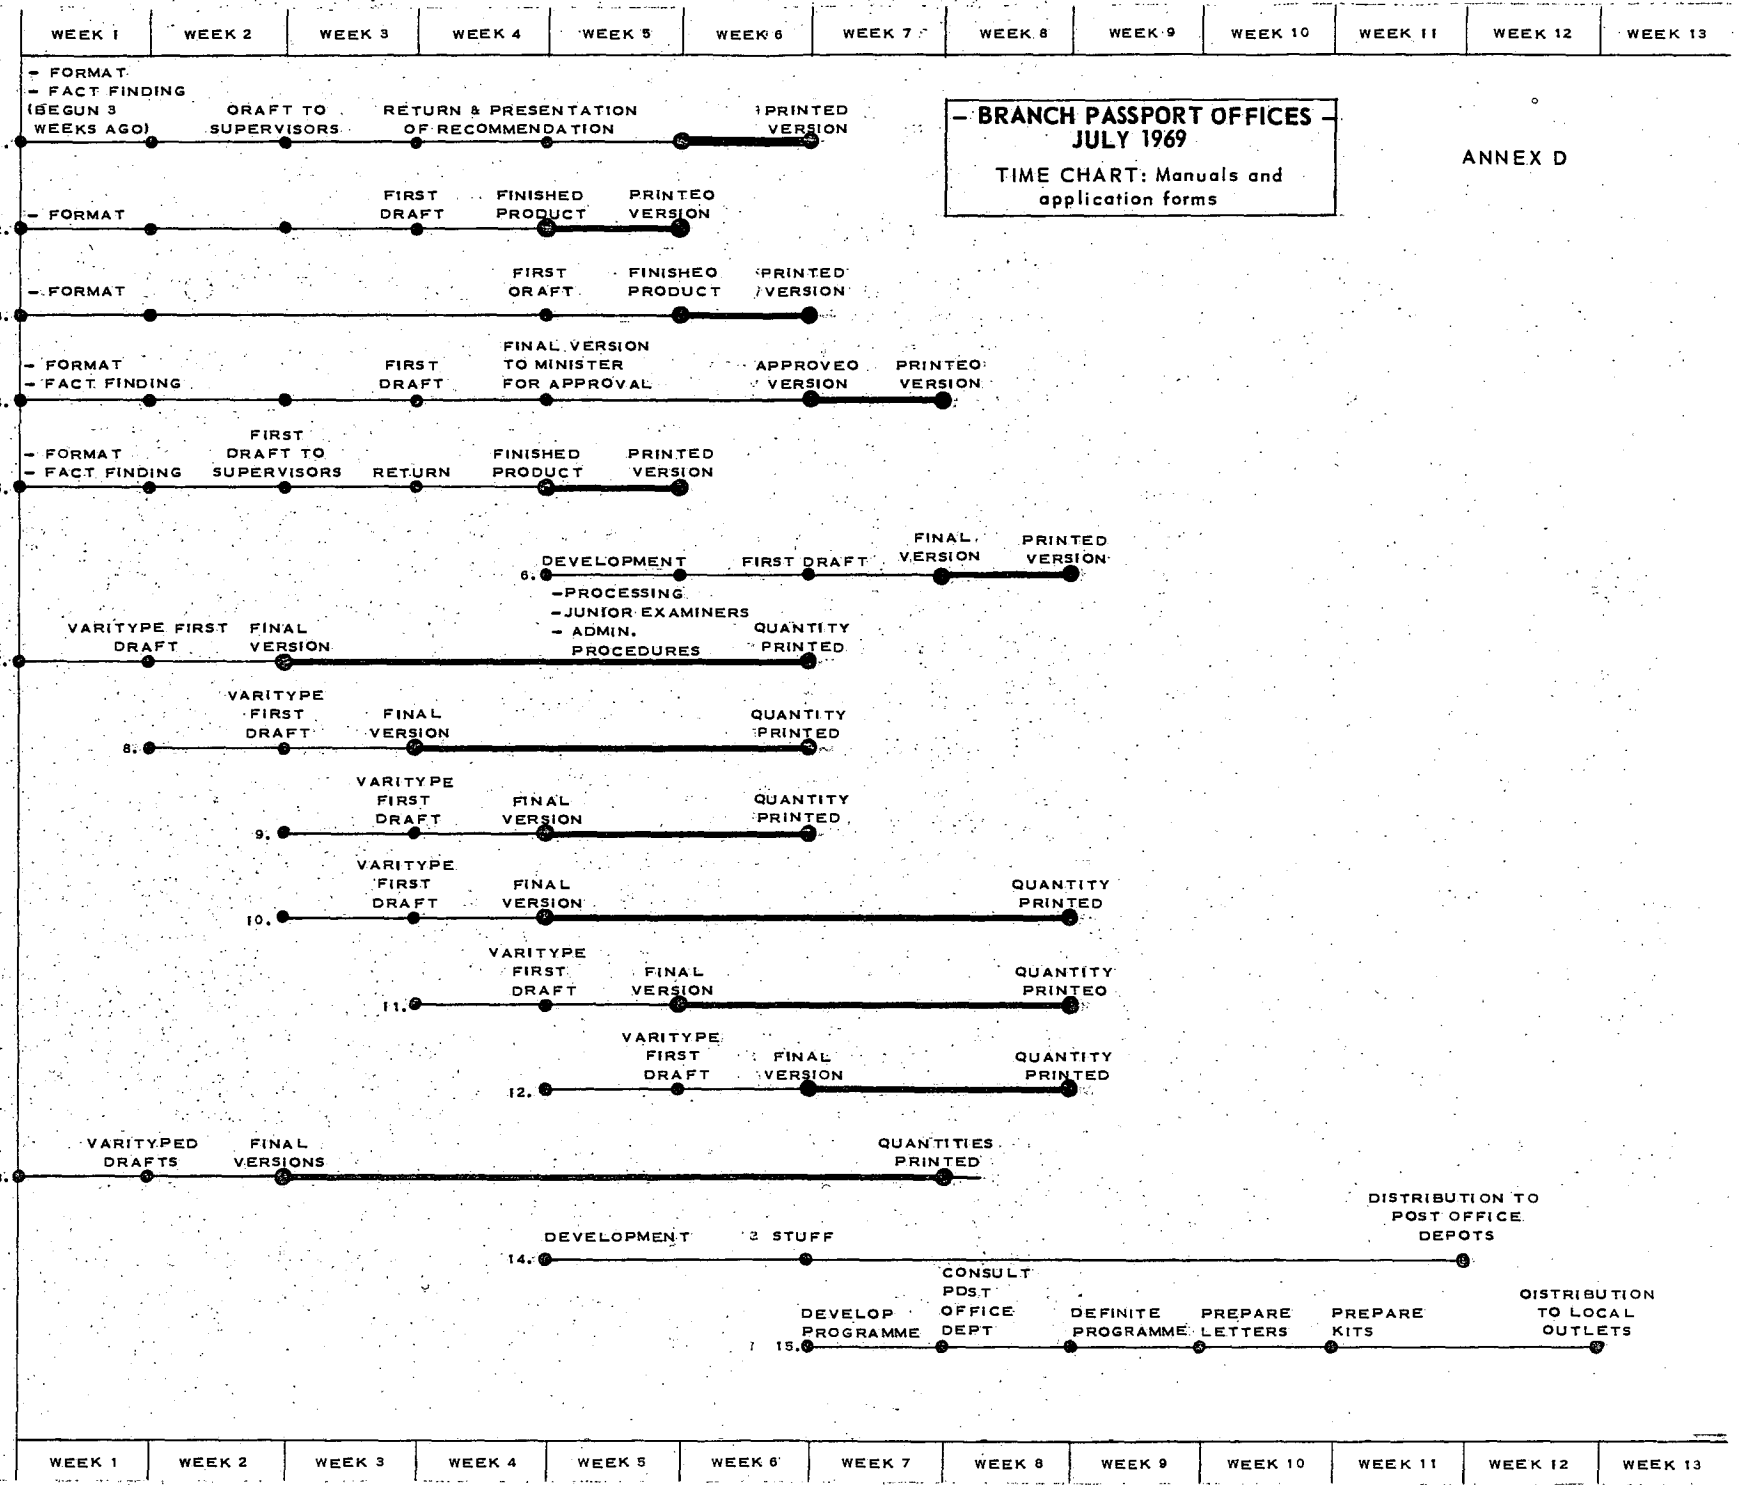 WEEK 1 WEEK 2 WEEK 3 WEEK 4 WEEK 5 WEEK 6 WEEK 7 WEEK 8 WEEK 9 WEEK 10 WEEK 11 WEEK 12 WEEK 13
- BRANCH PASSPORT OFFICES -
JULY 1969
TIME CHART: Manuals and
application forms
ANNEX D
- FORMAT
- FACT FINDING
(BEGUN 3
WEEKS AGO)
DRAFT TO
SUPERVISORS
RETURN & PRESENTATION
OF RECOMMENDATION
PRINTED
VERSION
- FORMAT
FIRST
DRAFT
FINISHED
PRODUCT
PRINTED
VERSION
- FORMAT
FIRST
DRAFT
FINISHED
PRODUCT
PRINTED
VERSION
- FORMAT
- FACT FINDING
FIRST
DRAFT
FINAL VERSION
TO MINISTER
FOR APPROVAL
APPROVED
VERSION
PRINTED
VERSION
- FORMAT
- FACT FINDING
FIRST
DRAFT TO
SUPERVISORS
RETURN
FINISHED
PRODUCT
PRINTED
VERSION
6. DEVELOPMENT
-PROCESSING
-JUNIOR EXAMINERS
- ADMIN.
PROCEDURES
FIRST DRAFT
FINAL
VERSION
PRINTED
VERSION
VARITYPE FIRST
DRAFT
FINAL
VERSION
QUANTITY
PRINTED
8.
VARITYPE
FIRST
DRAFT
FINAL
VERSION
QUANTITY
PRINTED
9.
VARITYPE
FIRST
DRAFT
FINAL
VERSION
QUANTITY
PRINTED
10.
VARITYPE
FIRST
DRAFT
FINAL
VERSION
QUANTITY
PRINTED
11.
VARITYPE
FIRST
DRAFT
FINAL
VERSION
QUANTITY
PRINTED
12.
VARITYPE
FIRST
DRAFT
FINAL
VERSION
QUANTITY
PRINTED
VARITYPED
DRAFTS
FINAL
VERSIONS
QUANTITIES
PRINTED
14.
DEVELOPMENT
STUFF
DISTRIBUTION TO
POST OFFICE
DEPOTS
15.
DEVELOP
PROGRAMME
CONSULT
POST
OFFICE
DEPT
DEFINITE
PROGRAMME
PREPARE
LETTERS
PREPARE
KITS
DISTRIBUTION
TO LOCAL
OUTLETS
WEEK 1 WEEK 2 WEEK 3 WEEK 4 WEEK 5 WEEK 6 WEEK 7 WEEK 8 WEEK 9 WEEK 10 WEEK 11 WEEK 12 WEEK 13